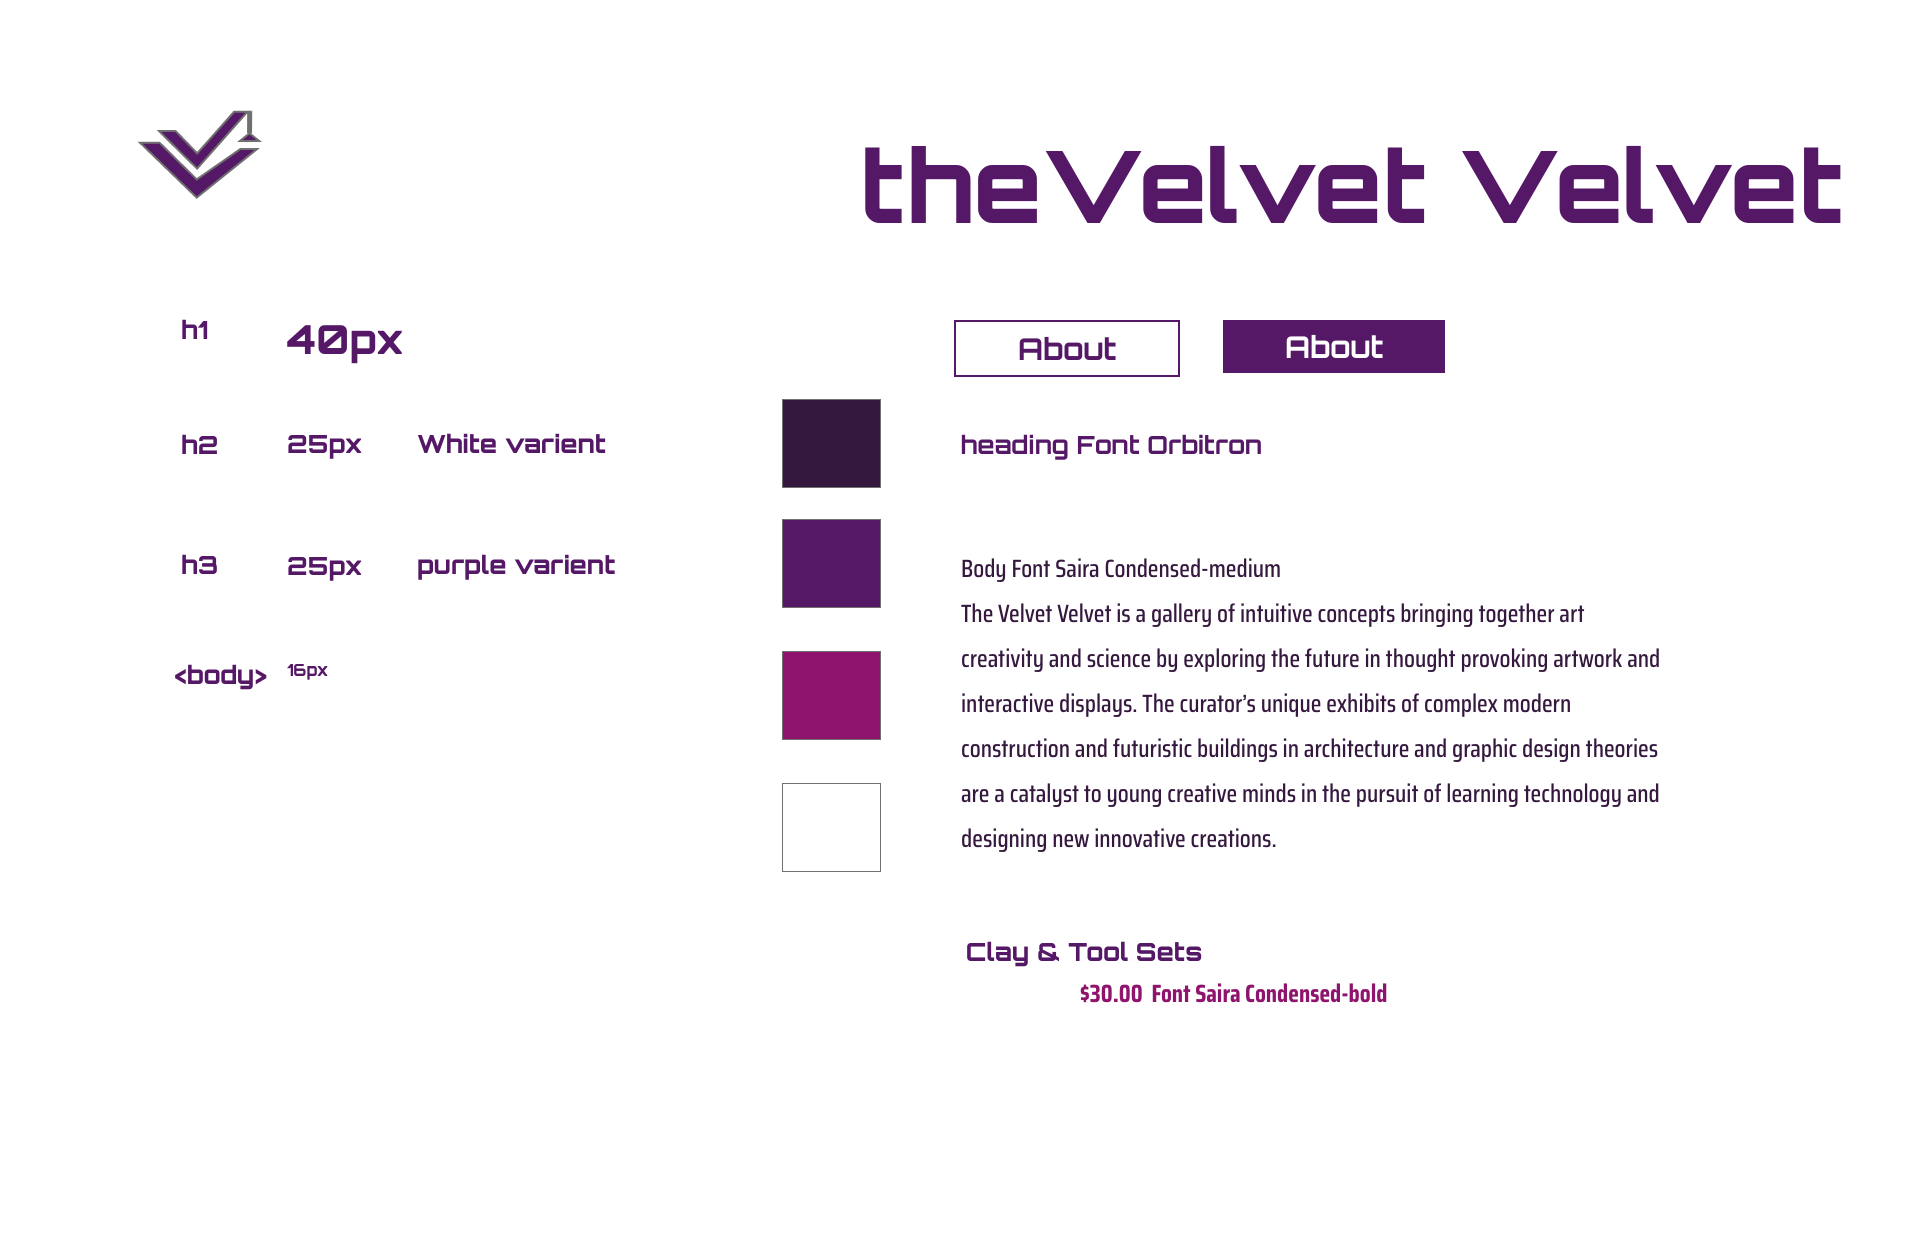 theVelvet Velvet
h1 40px
About About
h2 25px White varient
heading Font Orbitron
h3 25px purple varient
<body> 16px
Body Font Saira Condensed-medium
The Velvet Velvet is a gallery of intuitive concepts bringing together art
creativity and science by exploring the future in thought provoking artwork and
interactive displays. The curator’s unique exhibits of complex modern
construction and futuristic buildings in architecture and graphic design theories
are a catalyst to young creative minds in the pursuit of learning technology and
designing new innovative creations.
Clay & Tool Sets
$30.00 Font Saira Condensed-bold